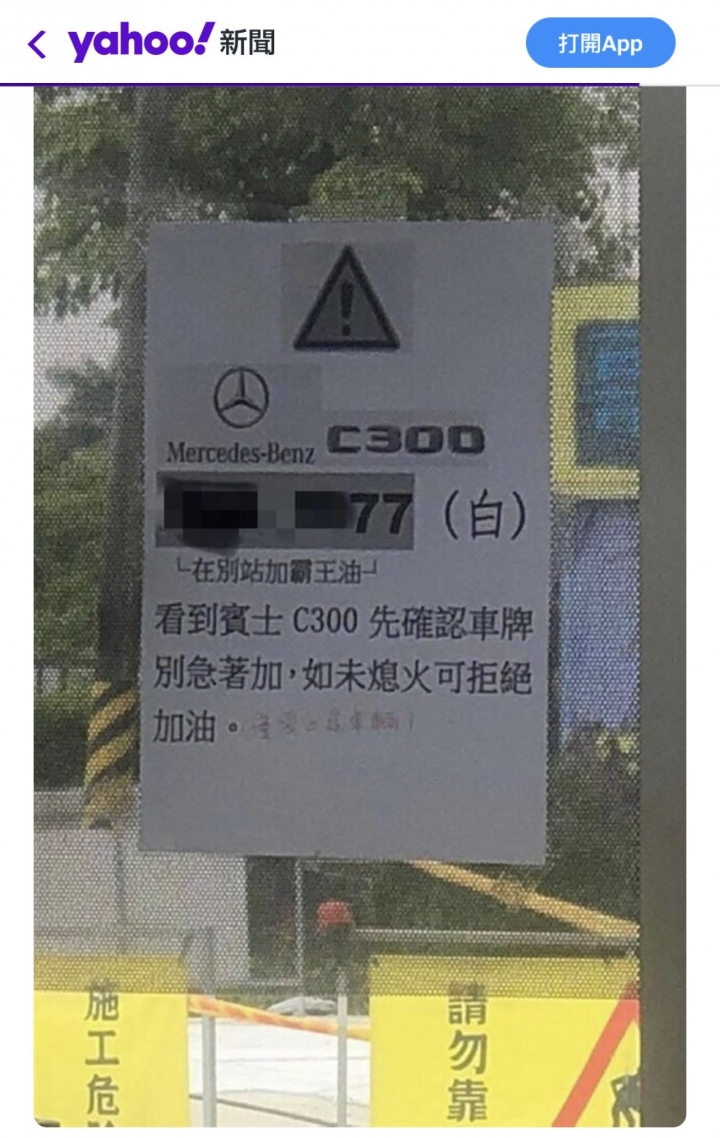 yahoo!新聞
打開App
Mercedes-Benz C300
77 (白)
└在別站加霸王油┘
看到賓士 C300 先確認車牌
別急著加,如未熄火可拒絕
加油。
施工危
請勿靠